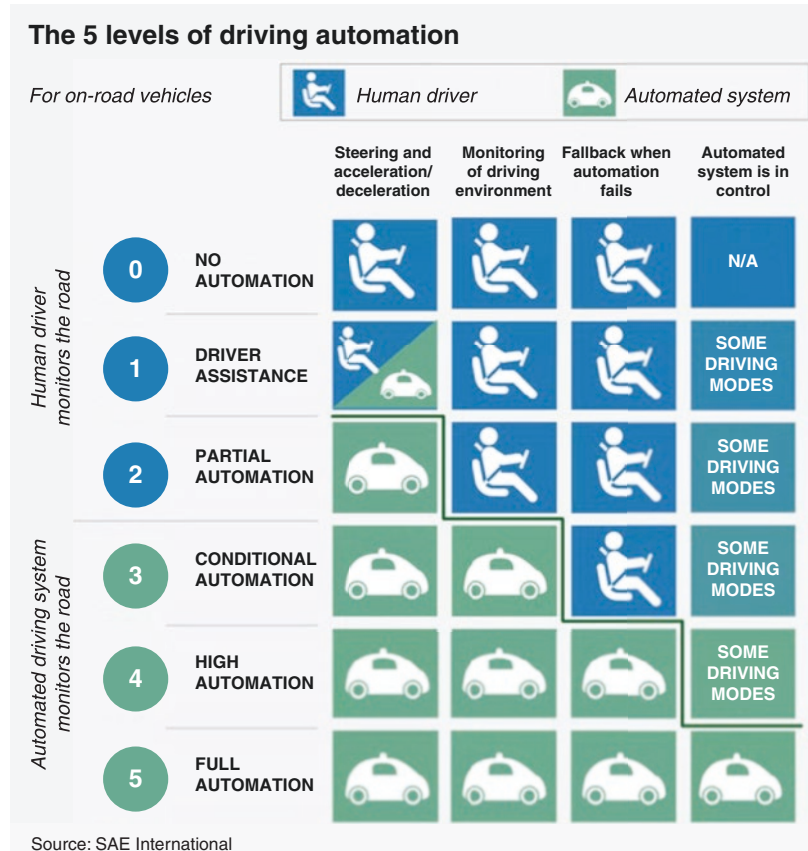 The 5 levels of driving automation
For on-road vehicles
Human driver
Automated system
Steering and
acceleration/
deceleration
Monitoring
of driving
environment
Fallback when
automation
fails
Automated
system is in
control
Human driver
monitors the road
0
NO
AUTOMATION
N/A
1
DRIVER
ASSISTANCE
SOME
DRIVING
MODES
2
PARTIAL
AUTOMATION
SOME
DRIVING
MODES
Automated driving system
monitors the road
3
CONDITIONAL
AUTOMATION
SOME
DRIVING
MODES
4
HIGH
AUTOMATION
SOME
DRIVING
MODES
5
FULL
AUTOMATION
Source: SAE International